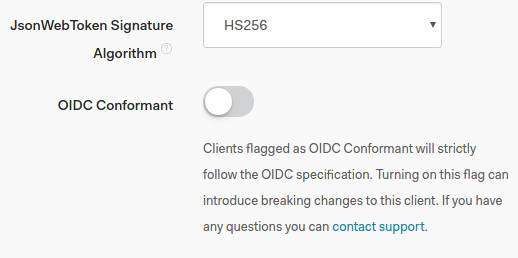 JsonWebToken Signature
Algorithm ?
HS256
OIDC Conformant
Clients flagged as OIDC Conformant will strictly
follow the OIDC specification. Turning on this flag can
introduce breaking changes to this client. If you have
any questions you can contact support.